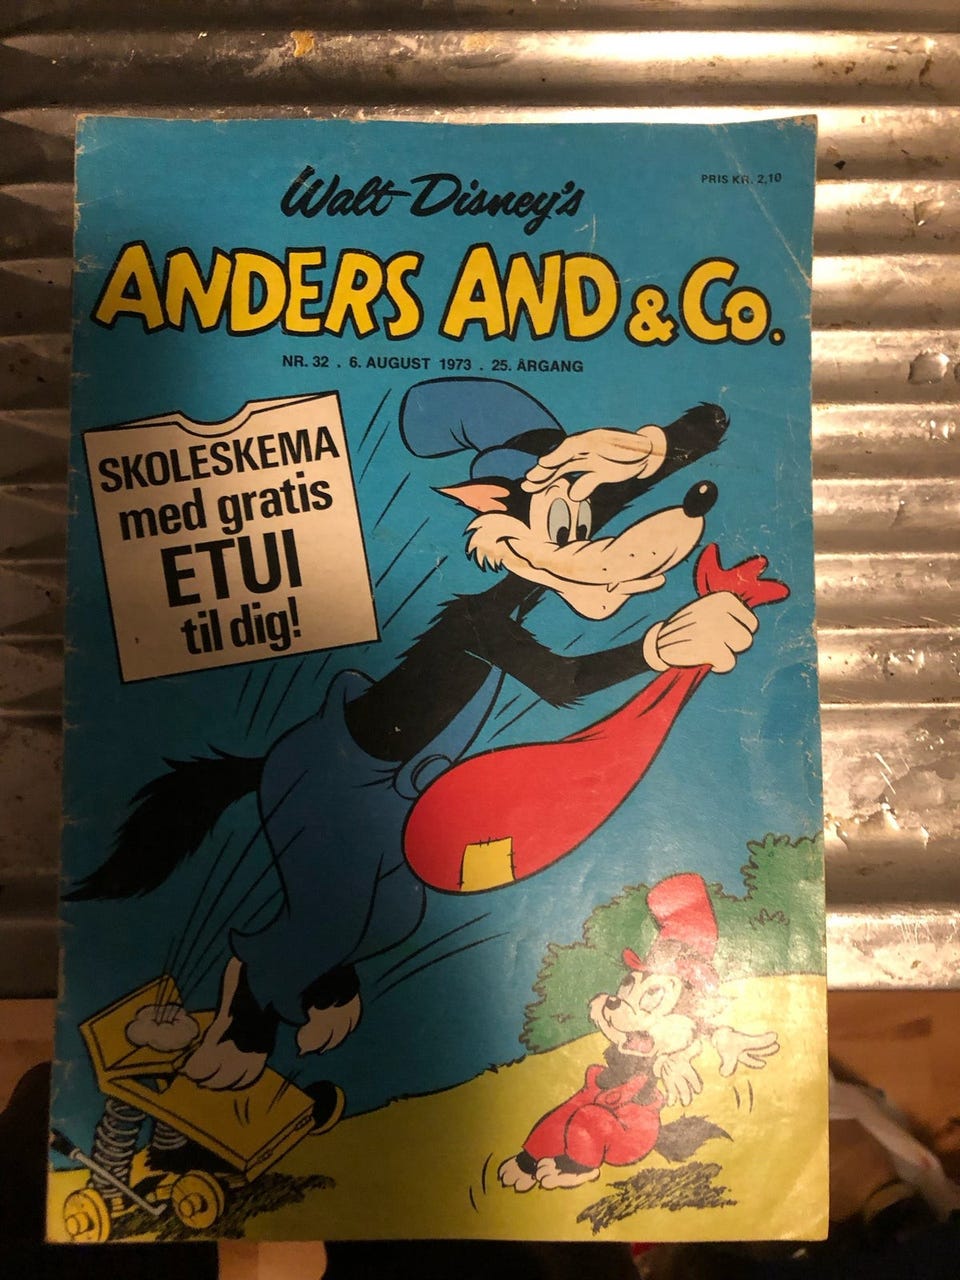 Walt Disney's
PRIS KR. 2,10
ANDERS AND & Co.
NR. 32 . 6. AUGUST 1973 . 25. ÅRGANG
SKOLESKEMA
med gratis
ETUI
til dig!